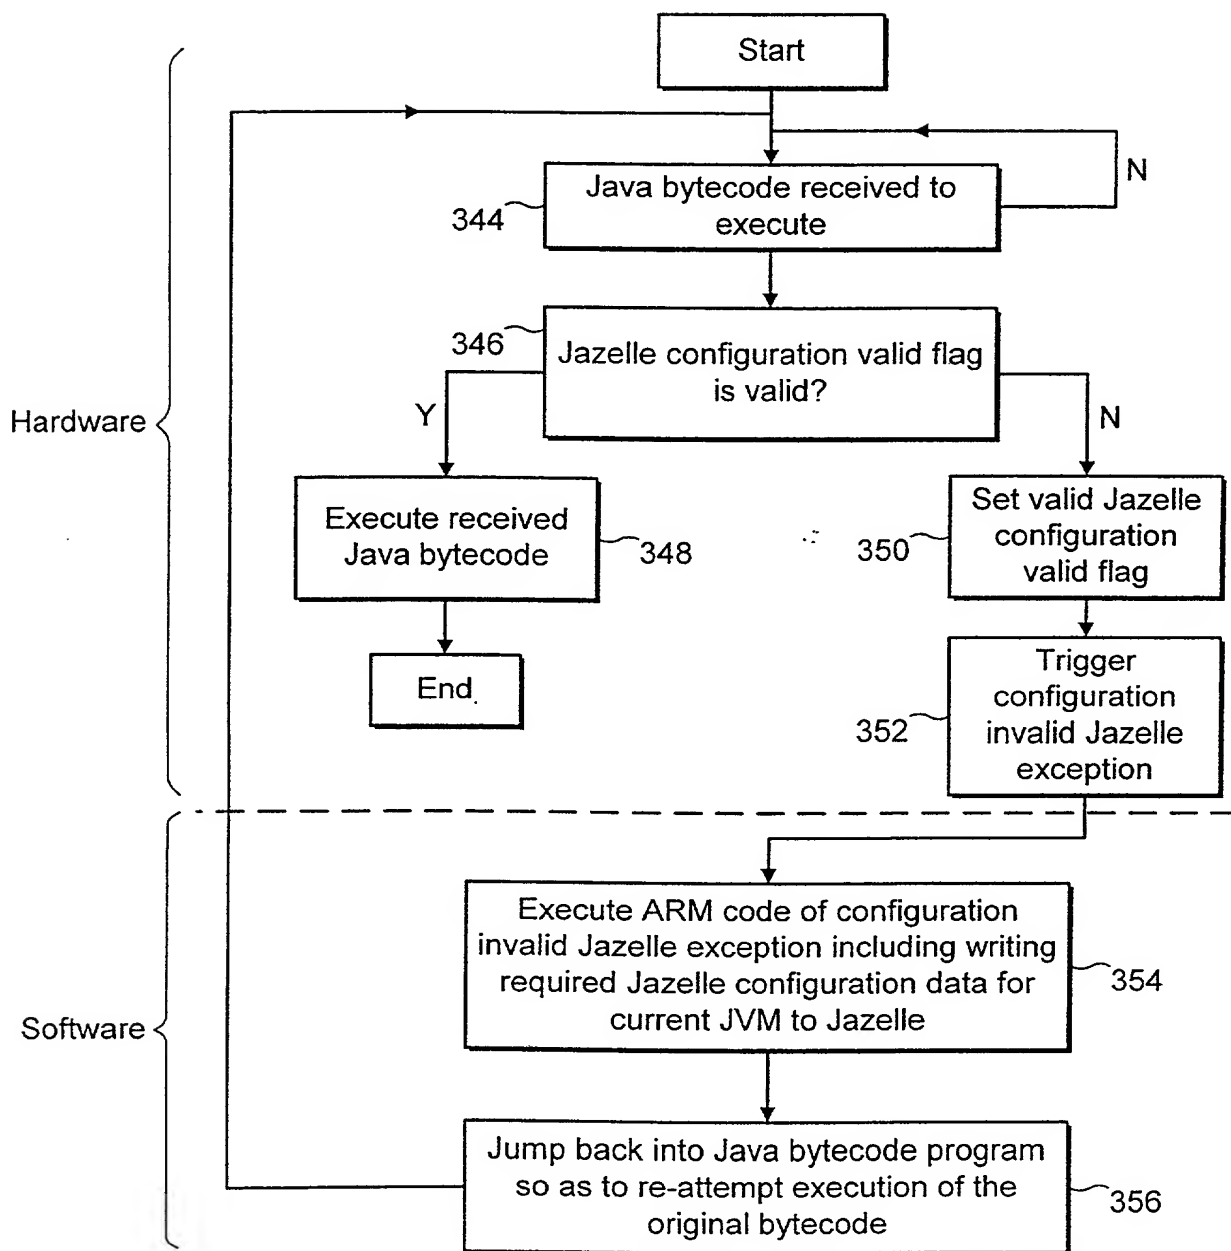 Start
N
Java bytecode received to
execute
344
346
Jazelle configuration valid flag
is valid?
Hardware
Y
N
Execute received
Java bytecode
348
Set valid Jazelle
configuration
valid flag
350
End
Trigger
configuration
invalid Jazelle
exception
352
Execute ARM code of configuration
invalid Jazelle exception including writing
required Jazelle configuration data for
current JVM to Jazelle
354
Software
Jump back into Java bytecode program
so as to re-attempt execution of the
original bytecode
356